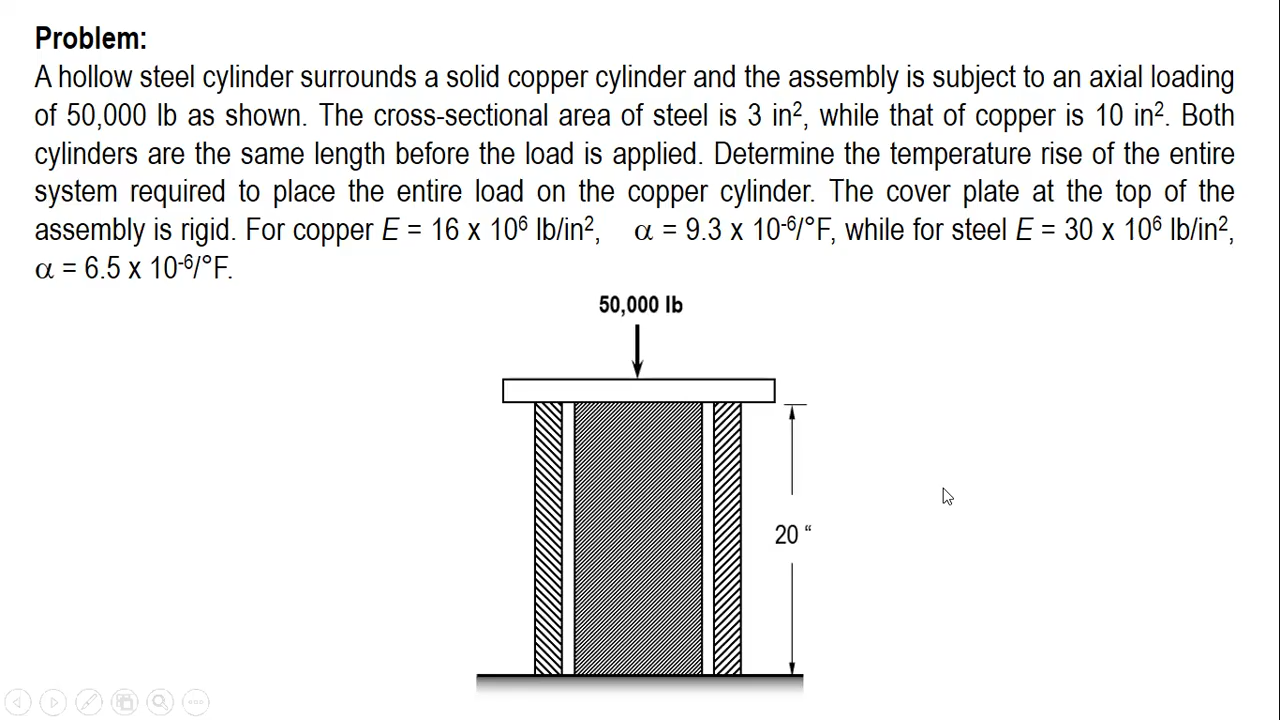 Problem:
A hollow steel cylinder surrounds a solid copper cylinder and the assembly is subject to an axial loading
of 50,000 lb as shown. The cross-sectional area of steel is 3 in², while that of copper is 10 in². Both
cylinders are the same length before the load is applied. Determine the temperature rise of the entire
system required to place the entire load on the copper cylinder. The cover plate at the top of the
assembly is rigid. For copper E = 16 x 10⁶ lb/in², α = 9.3 x 10⁻⁶/°F, while for steel E = 30 x 10⁶ lb/in²,
α = 6.5 x 10⁻⁶/°F.
50,000 lb
20 “